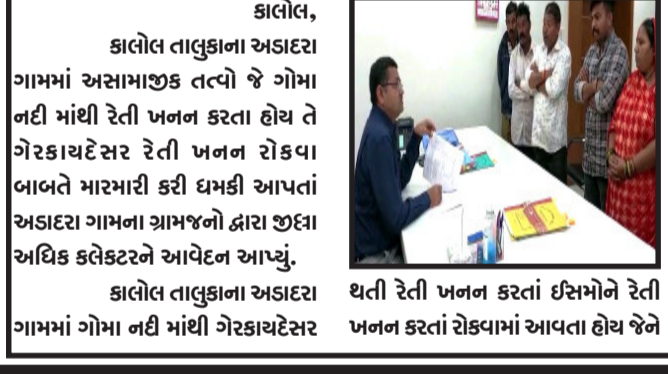 કાલોલ,
કાલોલ તાલુકાના અડાદરા
ગામમાં અસામાજીક તત્વો જે ગોમા
નદી માંથી રેતી ખનન કરતા હોય તે
ગેરકાયદેસર રેતી ખનન રોકવા
બાબતે મારમારી કરી ધમકી આપતાં
અડાદરા ગામના ગ્રામજનો દ્વારા જીલ્લા
અધિક કલેકટરને આવેદન આપ્યું.
કાલોલ તાલુકાના અડાદરા
ગામમાં ગોમા નદી માંથી ગેરકાયદેસર
થતી રેતી ખનન કરતાં ઈસમોને રેતી
ખનન કરતાં રોકવામાં આવતા હોય જેને